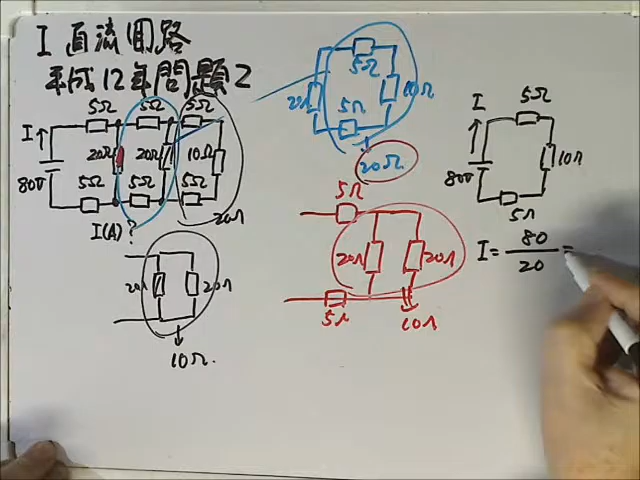 I 直流回路
平成12年問題2
5Ω 5Ω 5Ω
I
20Ω 20Ω 10Ω
80V
5Ω 5Ω 5Ω
I(A)?
20Ω
20Ω 20Ω
10Ω.
5Ω
20Ω 10Ω
5Ω
20Ω
5Ω
20Ω 20Ω
5Ω
10Ω
I
5Ω
10Ω
80V
5Ω
I = 80/20 =